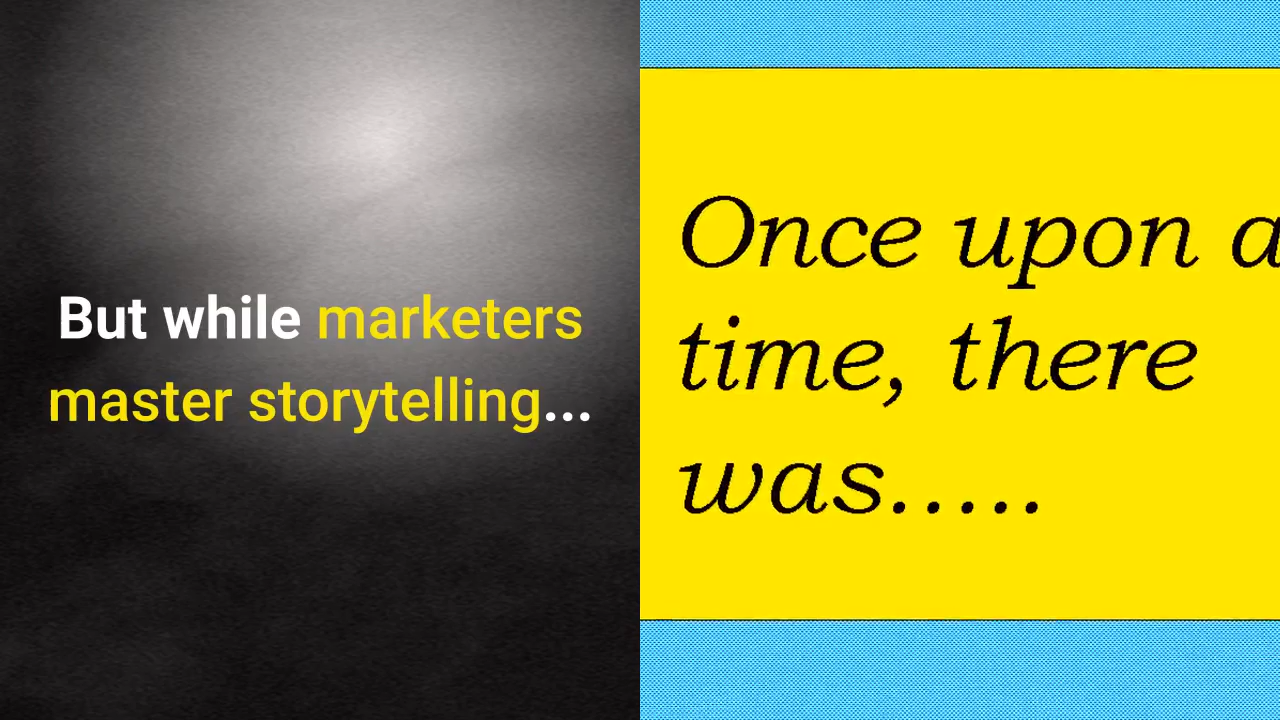 But while marketers
master storytelling...
Once upon a
time, there
was.....